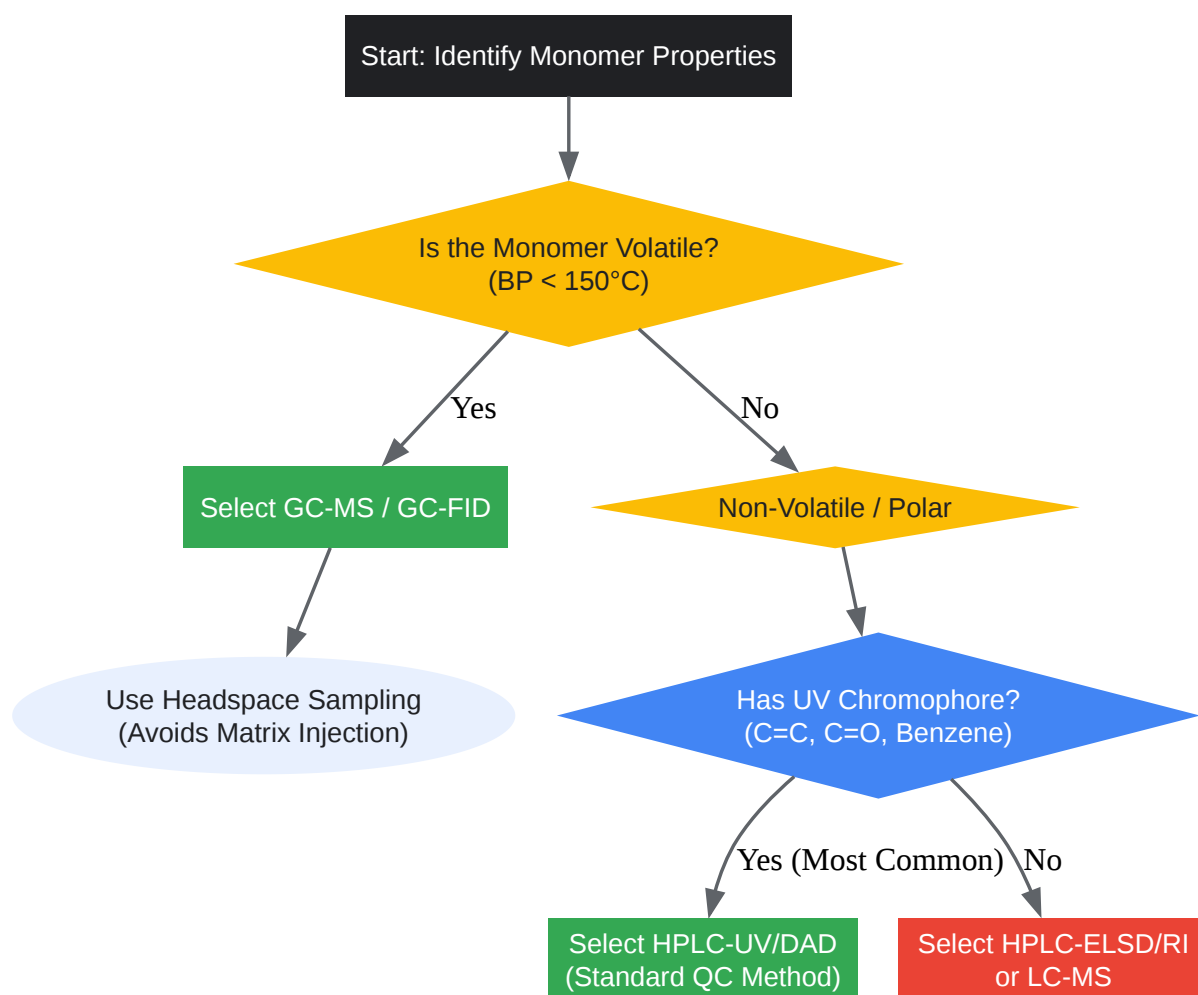 Start: Identify Monomer Properties
Is the Monomer Volatile?
(BP < 150°C)
Yes
No
Select GC-MS / GC-FID
Non-Volatile / Polar
Use Headspace Sampling
(Avoids Matrix Injection)
Has UV Chromophore?
(C=C, C=O, Benzene)
Yes (Most Common)
No
Select HPLC-UV/DAD
(Standard QC Method)
Select HPLC-ELSD/RI
or LC-MS